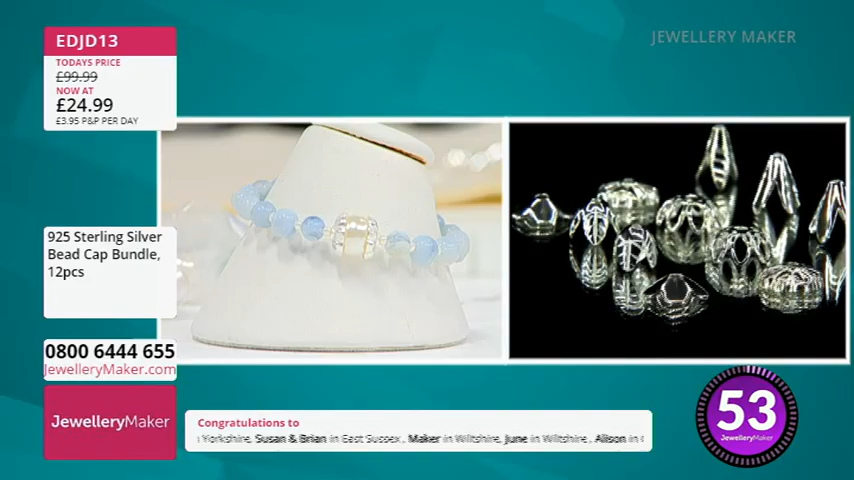 EDJD13
JEWELLERY MAKER
TODAYS PRICE
£99.99
NOW AT
£24.99
£3.95 P&P PER DAY
925 Sterling Silver
Bead Cap Bundle,
12pcs
0800 6444 655
JewelleryMaker.com
JewelleryMaker
Congratulations to
Yorkshire, Susan & Brian in East Sussex, Maker in Wiltshire, June in Wiltshire, Alison in
53
JewelleryMaker